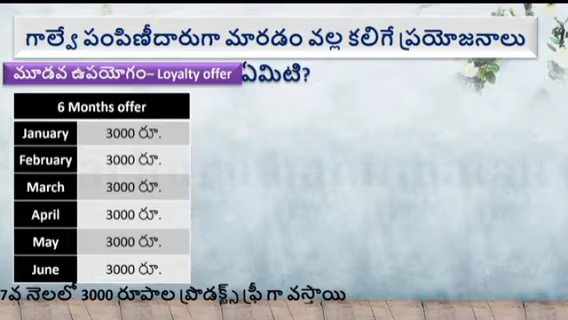 గాల్వే పంపిణీదారుగా మారడం వల్ల కలిగే ప్రయోజనాలు
ఏమిటి?
మూడవ ఉపయోగం– Loyalty offer
6 Months offer
January 3000 రూ.
February 3000 రూ.
March 3000 రూ.
April 3000 రూ.
May 3000 రూ.
June 3000 రూ.
7వ నెలలో 3000 రూపాల ప్రొడక్ట్స్ ఫ్రీ గా వస్తాయి